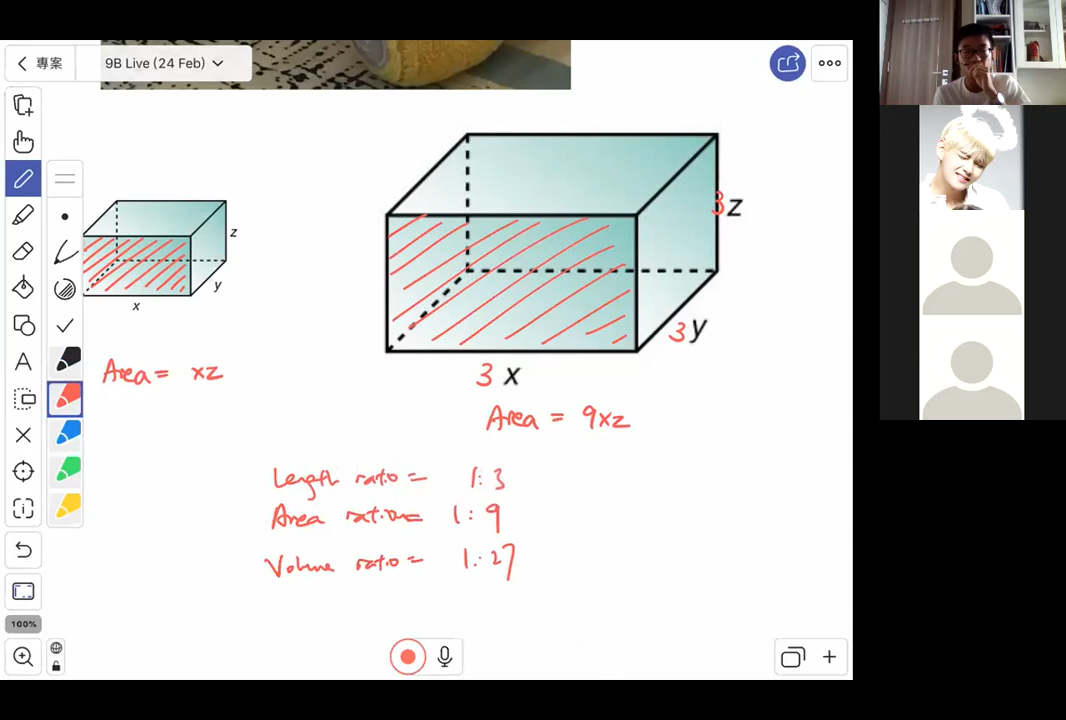 專案
9B Live (24 Feb)
z
y
x
3z
3y
3 x
Area = xz
Area = 9xz
Length ratio = 1:3
Area ratio = 1:9
Volume ratio = 1:27
A
100%